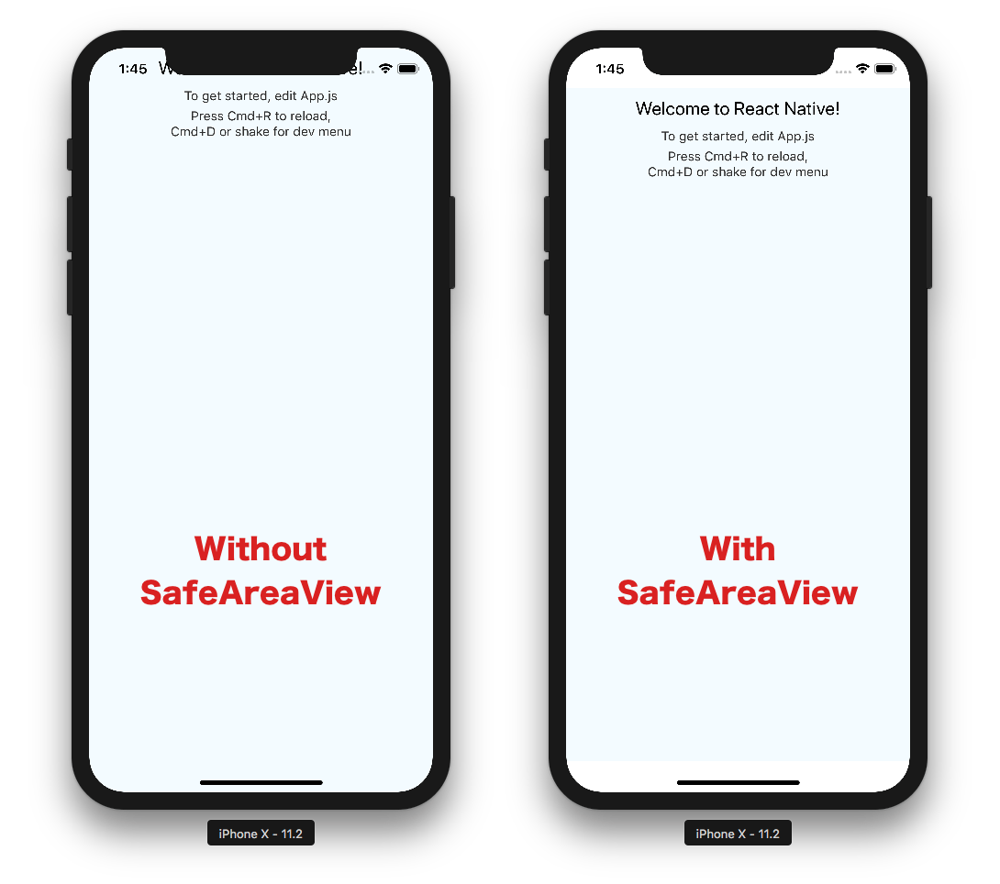 1:45
To get started, edit App.js
Press Cmd+R to reload,
Cmd+D or shake for dev menu
Without
SafeAreaView
iPhone X - 11.2
1:45
Welcome to React Native!
To get started, edit App.js
Press Cmd+R to reload,
Cmd+D or shake for dev menu
With
SafeAreaView
iPhone X - 11.2